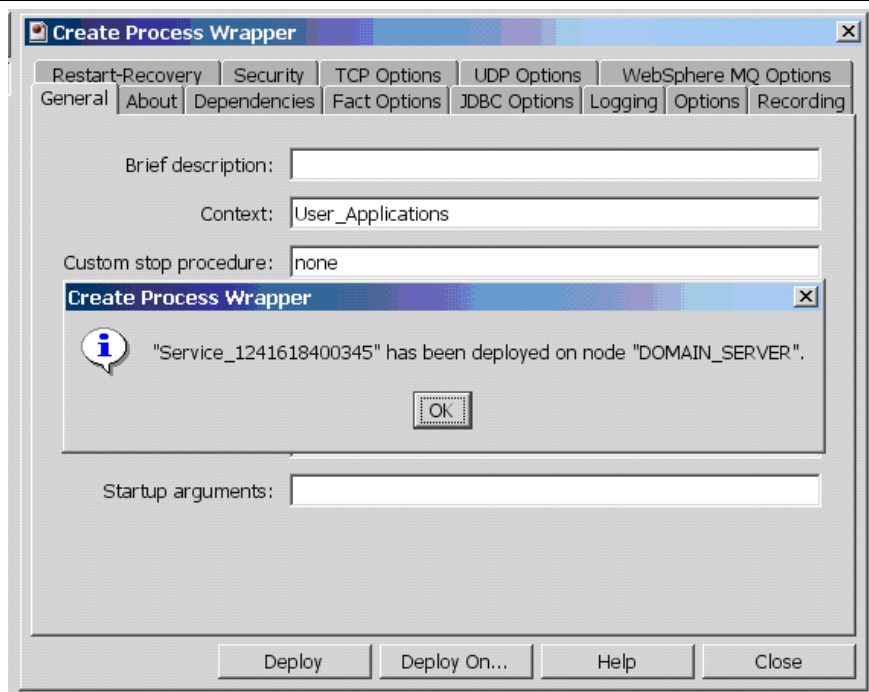 Create Process Wrapper
Restart-Recovery Security TCP Options UDP Options WebSphere MQ Options
General About Dependencies Fact Options JDBC Options Logging Options Recording
Brief description:
Context: User_Applications
Custom stop procedure: none
Create Process Wrapper
"Service_1241618400345" has been deployed on node "DOMAIN_SERVER".
OK
Startup arguments:
Deploy Deploy On... Help Close